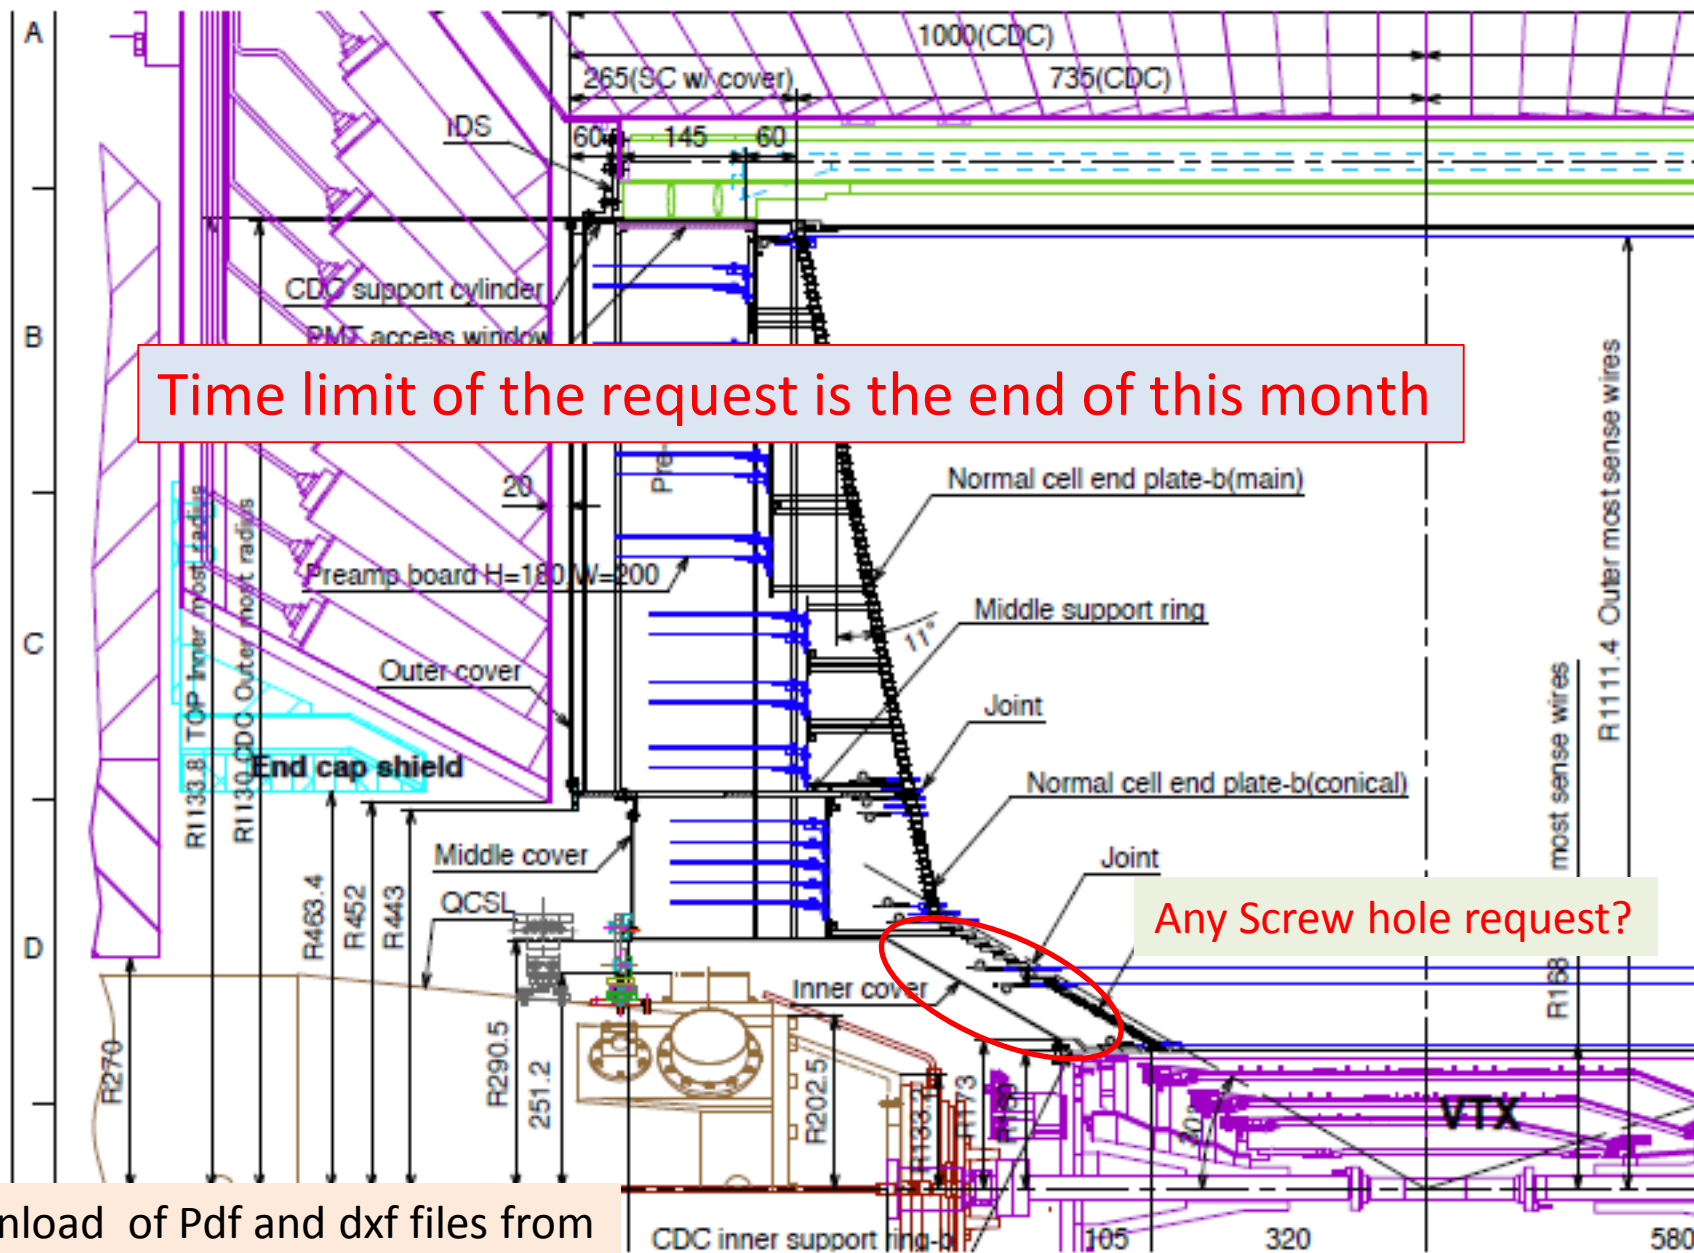 A
1000(CDC)
265(SC w/ cover)
735(CDC)
IDS
60
145
60
CDC support cylinder
B
PMT access window
Time limit of the request is the end of this month
Pre-
20
Normal cell end plate-b(main)
Preamp board H=180,W=200
Middle support ring
11°
C
Outer cover
Joint
End cap shield
Normal cell end plate-b(conical)
R1133.8 TOP Inner most radius
R1130 CDC Outer most radius
R1111.4 Outer most sense wires
R168
most sense wires
Middle cover
Joint
QCSL
Any Screw hole request?
R463.4
R452
R443
D
Inner cover
R270
R290.5
251.2
R202.5
R133.2
R173
VTX
nload of Pdf and dxf files from
CDC inner support ring-b
105
320
580